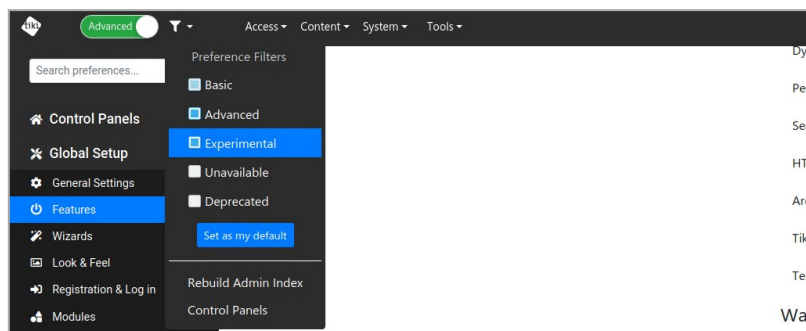 tiki
Advanced
Access
Content
System
Tools
Search preferences...
Control Panels
Global Setup
General Settings
Features
Wizards
Look & Feel
Registration & Log in
Modules
Preference Filters
Basic
Advanced
Experimental
Unavailable
Deprecated
Set as my default
Rebuild Admin Index
Control Panels
Dy
Pe
Se
HT
Tik
Te
Wa